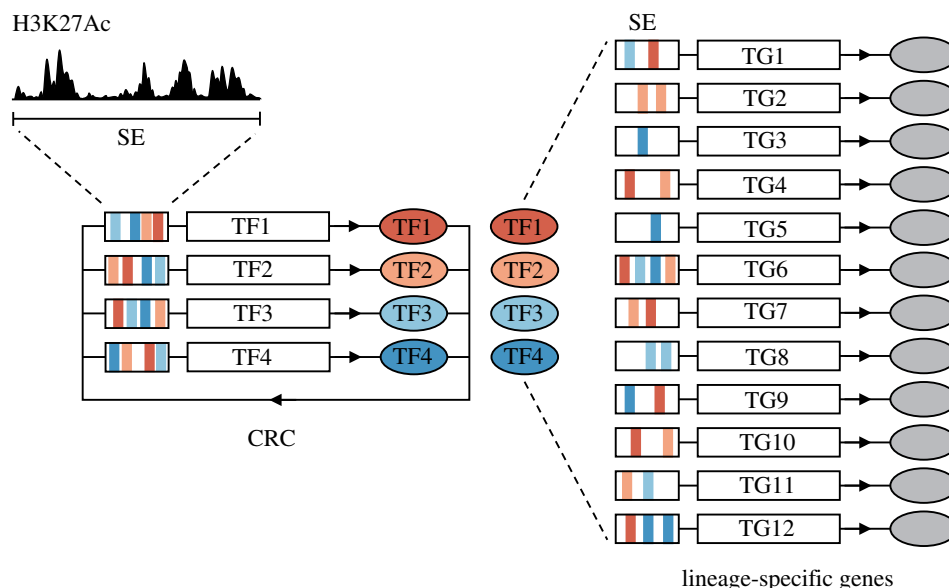 H3K27Ac
SE
TF1 TF1
TF2 TF2
TF3 TF3
TF4 TF4
CRC
TF1
TF2
TF3
TF4
SE
TG1
TG2
TG3
TG4
TG5
TG6
TG7
TG8
TG9
TG10
TG11
TG12
lineage-specific genes